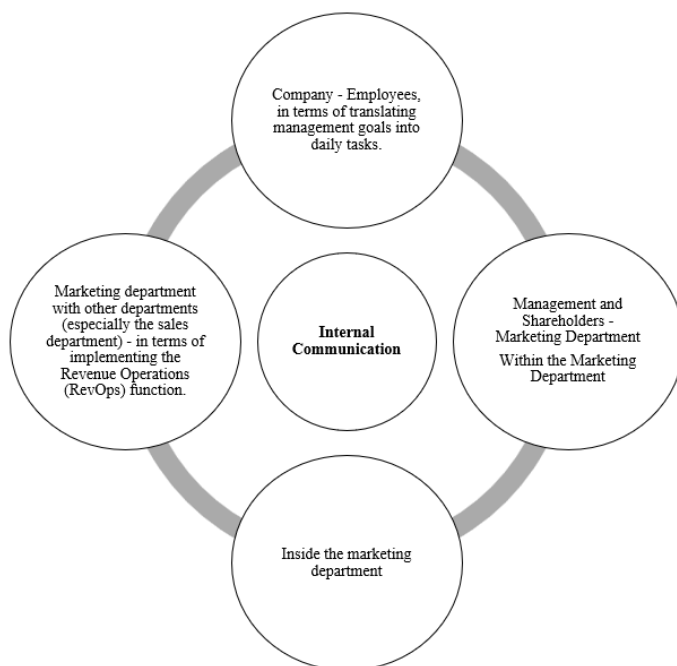 Company - Employees,
in terms of translating
management goals into
daily tasks.
Marketing department
with other departments
(especially the sales
department) - in terms of
implementing the
Revenue Operations
(RevOps) function.
Internal
Communication
Management and
Shareholders -
Marketing Department
Within the Marketing
Department
Inside the marketing
department